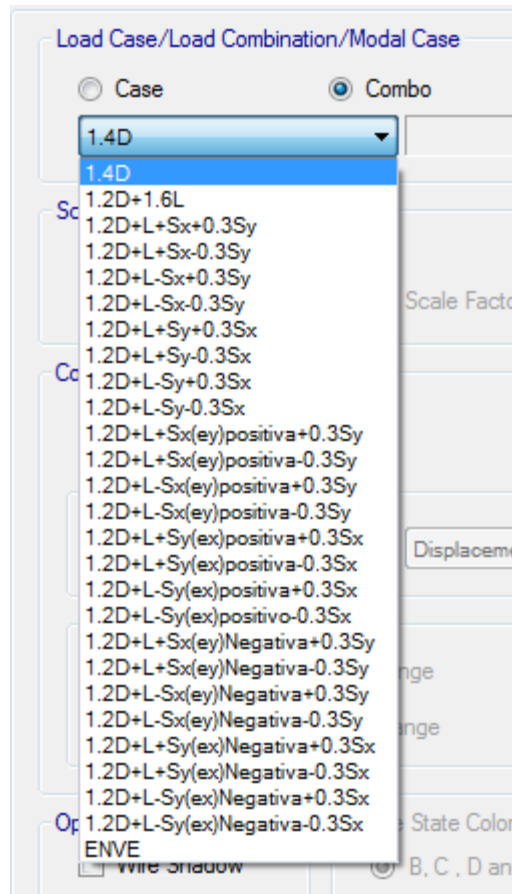 Load Case/Load Combination/Modal Case
Case
Combo
1.4D
1.4D
1.2D+1.6L
1.2D+L+Sx+0.3Sy
1.2D+L+Sx-0.3Sy
1.2D+L-Sx+0.3Sy
1.2D+L-Sx-0.3Sy
Scale Facto
1.2D+L+Sy+0.3Sx
1.2D+L+Sy-0.3Sx
1.2D+L-Sy+0.3Sx
1.2D+L-Sy-0.3Sx
1.2D+L+Sx(ey)positiva+0.3Sy
1.2D+L+Sx(ey)positiva-0.3Sy
1.2D+L-Sx(ey)positiva+0.3Sy
1.2D+L-Sx(ey)positiva-0.3Sy
1.2D+L+Sy(ex)positiva+0.3Sx
Displaceme
1.2D+L+Sy(ex)positiva-0.3Sx
1.2D+L-Sy(ex)positiva+0.3Sx
1.2D+L-Sy(ex)positivo-0.3Sx
1.2D+L+Sx(ey)Negativa+0.3Sy
1.2D+L+Sx(ey)Negativa-0.3Sy
nge
1.2D+L-Sx(ey)Negativa+0.3Sy
1.2D+L-Sx(ey)Negativa-0.3Sy
ange
1.2D+L+Sy(ex)Negativa+0.3Sx
1.2D+L+Sy(ex)Negativa-0.3Sx
1.2D+L-Sy(ex)Negativa+0.3Sx
1.2D+L-Sy(ex)Negativa-0.3Sx
State Color
ENVE
Wire Shadow
B, C , D an